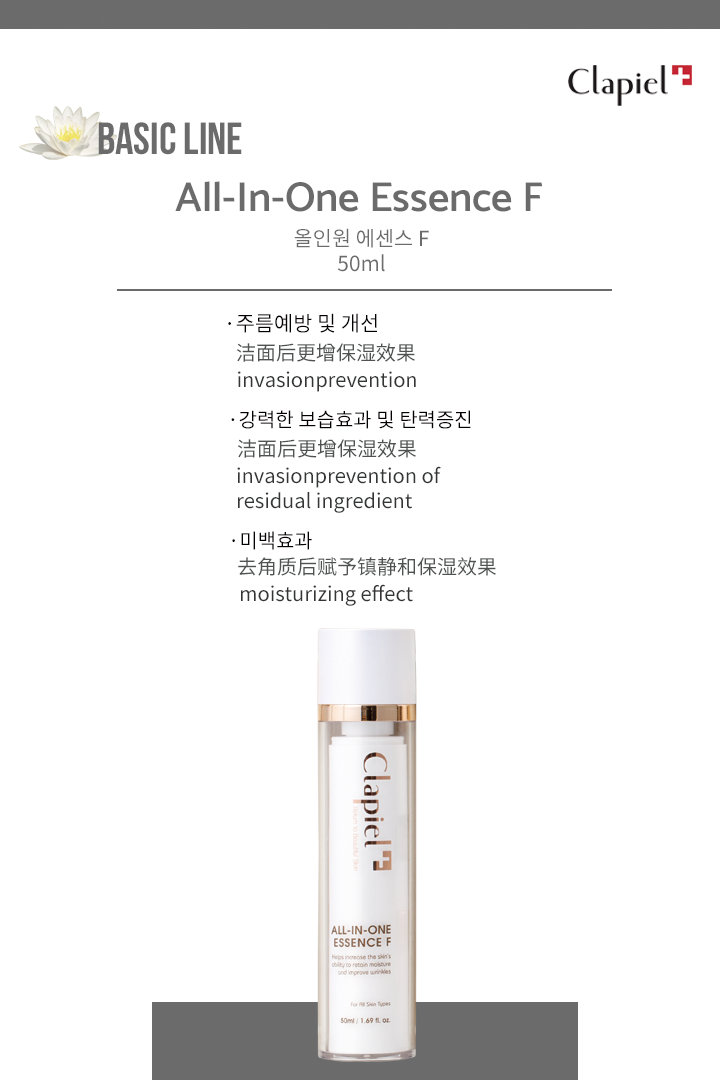 Clapiel
BASIC LINE
All-In-One Essence F
올인원 에센스 F
50ml
· 주름예방 및 개선
洁面后更增保湿效果
invasionprevention
· 강력한 보습효과 및 탄력증진
洁面后更增保湿效果
invasionprevention of
residual ingredient
· 미백효과
去角质后赋予镇静和保湿效果
moisturizing effect
Clapiel
ALL-IN-ONE
ESSENCE F
Helps increase the skin's
ability to retain moisture
and improve wrinkles
For All Skin Types
50ml / 1.69 fl. oz.